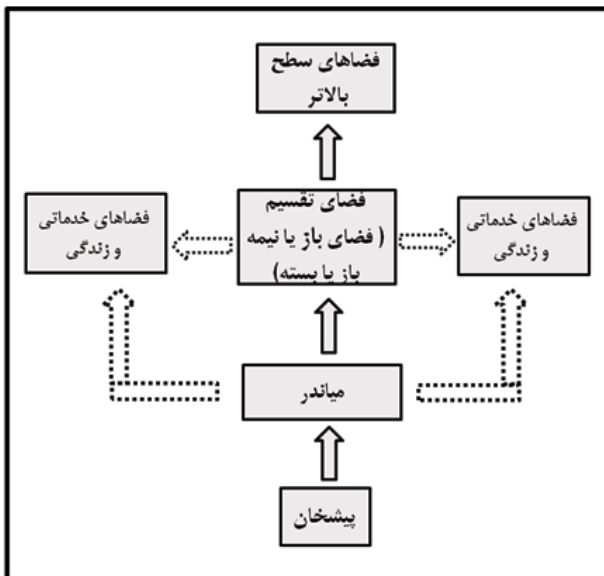 فضاهای سطح
بالاتر
فضای تقسیم
( فضای باز یا نیمه
باز یا بسته)
فضاهای خدماتی
و زندگی
فضاهای خدماتی
و زندگی
میاندر
پیشخان